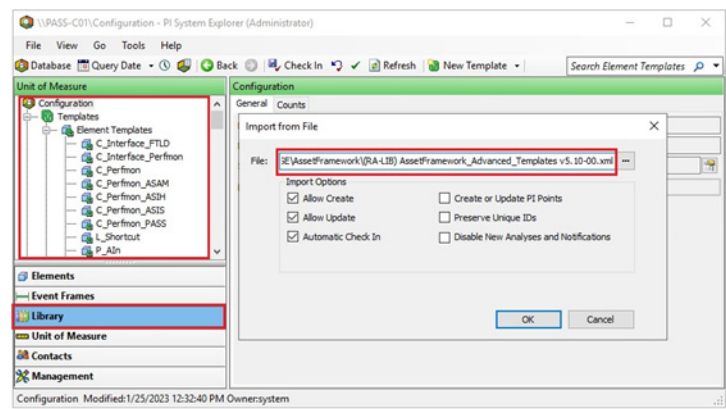 \\PASS-C01\Configuration - PI System Explorer (Administrator)
File View Go Tools Help
Database Query Date Back Check In Refresh New Template Search Element Templates
Unit of Measure
Configuration
Templates
Element Templates
C_Interface_FTLD
C_Interface_Perfmon
C_Perfmon
C_Perfmon_ASAM
C_Perfmon_ASIH
C_Perfmon_ASIS
C_Perfmon_PASS
L_Shortcut
P_AIn
Elements
Event Frames
Library
Unit of Measure
Contacts
Management
Configuration
General Counts
Import from File
File: SE\AssetFramework\(RA-LIB) AssetFramework_Advanced_Templates v5.10-00.xml ...
Import Options
Allow Create Create or Update PI Points
Allow Update Preserve Unique IDs
Automatic Check In Disable New Analyses and Notifications
OK Cancel
Configuration Modified:1/25/2023 12:32:40 PM Owner:system